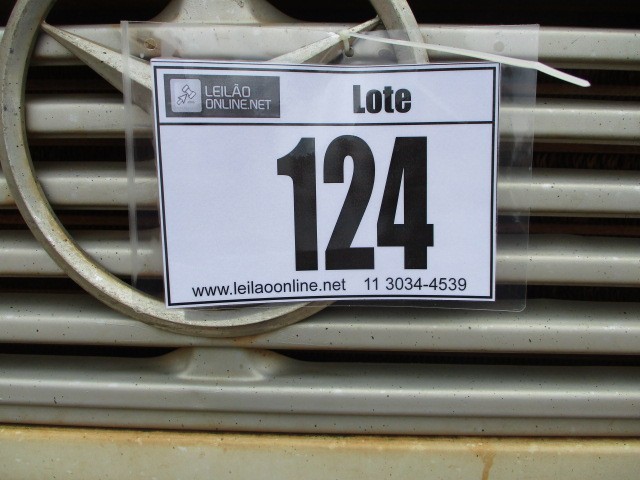 LEILÃO
ONLINE.NET
Lote
124
www.leilaoonline.net 11 3034-4539